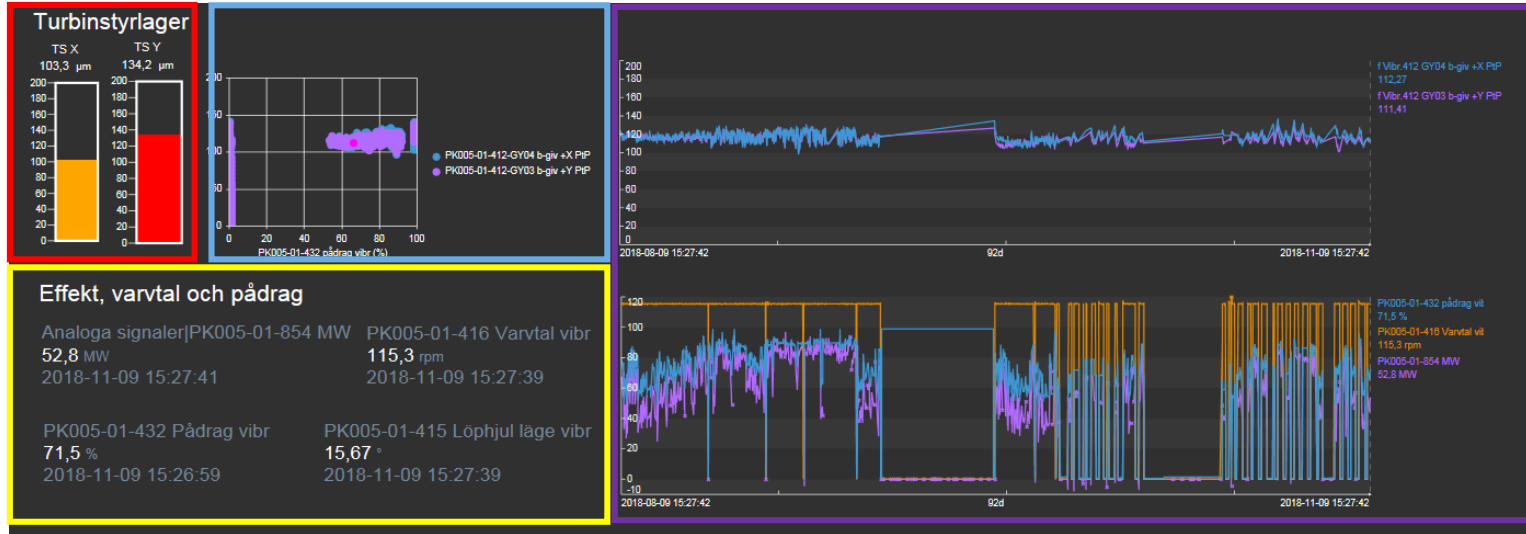 Turbinstyrlager
TS X
103,3 µm
200
180
160
140
120
100
80
60
40
20
0
TS Y
134,2 µm
200
180
160
140
120
100
80
60
40
20
0
200
150
100
50
0
0 20 40 60 80 100
PK005-01-432 pådrag vibr (%)
PK005-01-412-GY04 b-giv +X PtP
PK005-01-412-GY03 b-giv +Y PtP
200
180
160
140
120
100
80
60
40
20
0
2018-08-09 15:27:42 92d 2018-11-09 15:27:42
f Vibr.412 GY04 b-giv +X PtP
112,27
f Vibr.412 GY03 b-giv +Y PtP
111,41
Effekt, varvtal och pådrag
Analoga signaler|PK005-01-854 MW
52,8 MW
2018-11-09 15:27:41
PK005-01-416 Varvtal vibr
115,3 rpm
2018-11-09 15:27:39
PK005-01-432 Pådrag vibr
71,5 %
2018-11-09 15:26:59
PK005-01-415 Löphjul läge vibr
15,67 °
2018-11-09 15:27:39
120
100
80
60
40
20
-0
-10
2018-08-09 15:27:42 92d 2018-11-09 15:27:42
PK005-01-432 pådrag vit
71,5 %
PK005-01-416 Varvtal vit
115,3 rpm
PK005-01-854 MW
52,8 MW